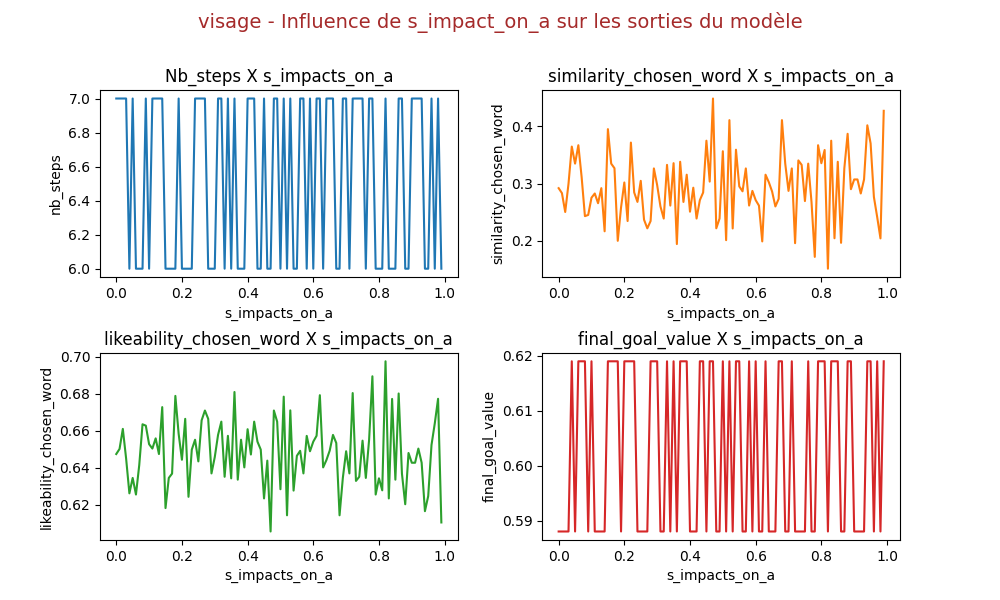 visage - Influence de s_impact_on_a sur les sorties du modèle
Nb_steps X s_impacts_on_a
nb_steps
7.0
6.8
6.6
6.4
6.2
6.0
0.0 0.2 0.4 0.6 0.8 1.0
s_impacts_on_a
similarity_chosen_word X s_impacts_on_a
similarity_chosen_word
0.4
0.3
0.2
0.0 0.2 0.4 0.6 0.8 1.0
s_impacts_on_a
likeability_chosen_word X s_impacts_on_a
likeability_chosen_word
0.70
0.68
0.66
0.64
0.62
0.0 0.2 0.4 0.6 0.8 1.0
s_impacts_on_a
final_goal_value X s_impacts_on_a
final_goal_value
0.62
0.61
0.60
0.59
0.0 0.2 0.4 0.6 0.8 1.0
s_impacts_on_a